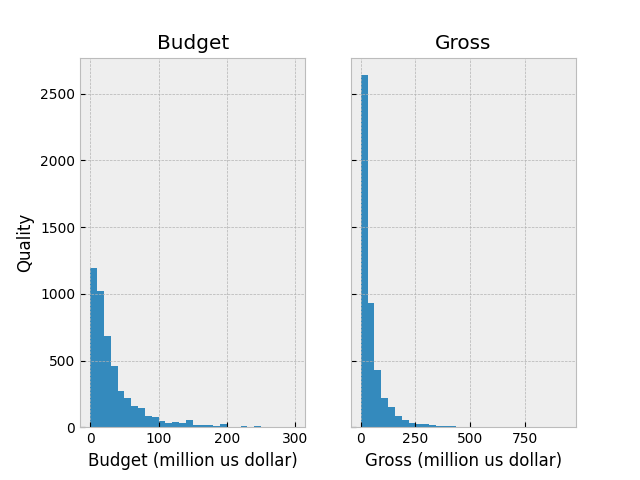 Budget
Gross
Quality
2500
2000
1500
1000
500
0
0 100 200 300
0 250 500 750
Budget (million us dollar)
Gross (million us dollar)